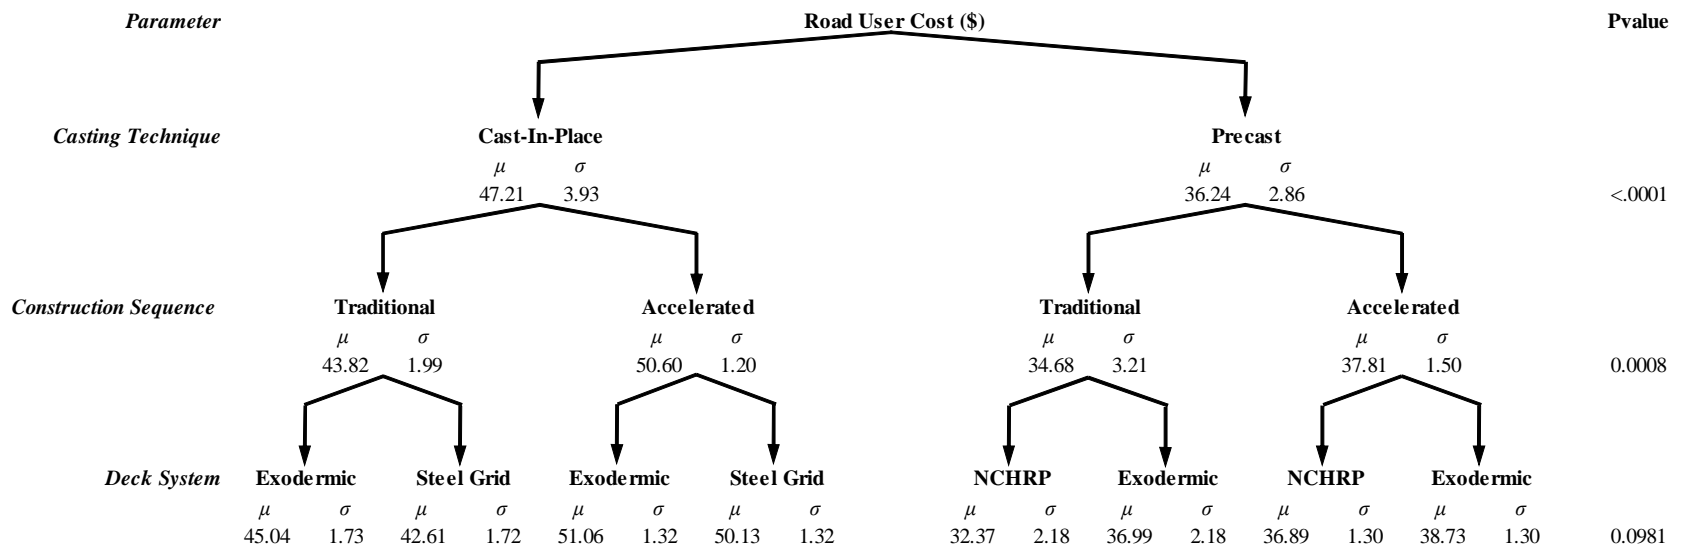 Parameter Road User Cost ($) Pvalue
Casting Technique Cast-In-Place Precast
μ σ μ σ
47.21 3.93 36.24 2.86 <.0001
Construction Sequence Traditional Accelerated Traditional Accelerated
μ σ μ σ μ σ μ σ
43.82 1.99 50.60 1.20 34.68 3.21 37.81 1.50 0.0008
Deck System Exodermic Steel Grid Exodermic Steel Grid NCHRP Exodermic NCHRP Exodermic
μ σ μ σ μ σ μ σ μ σ μ σ μ σ μ σ
45.04 1.73 42.61 1.72 51.06 1.32 50.13 1.32 32.37 2.18 36.99 2.18 36.89 1.30 38.73 1.30 0.0981